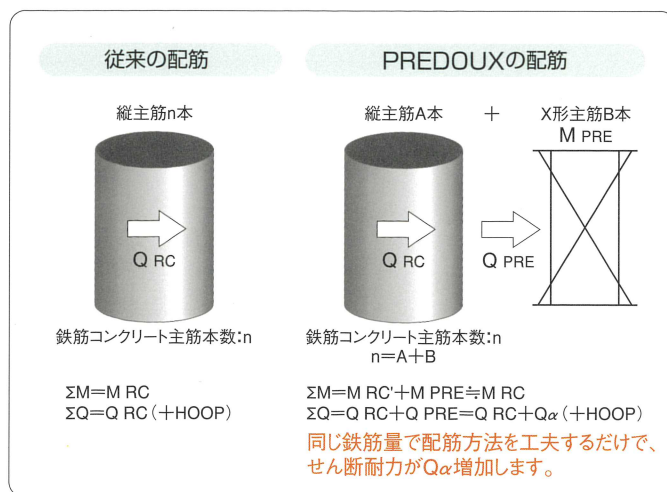 従来の配筋
縦主筋n本
Q RC
鉄筋コンクリート主筋本数:n
ΣM=M RC
ΣQ=Q RC(+HOOP)
PREDOUXの配筋
縦主筋A本 + X形主筋B本
M PRE
Q RC
Q PRE
鉄筋コンクリート主筋本数:n
n=A+B
ΣM=M RC'+M PRE≒M RC
ΣQ=Q RC+Q PRE=Q RC+Qα(+HOOP)
同じ鉄筋量で配筋方法を工夫するだけで、
せん断耐力がQα増加します。